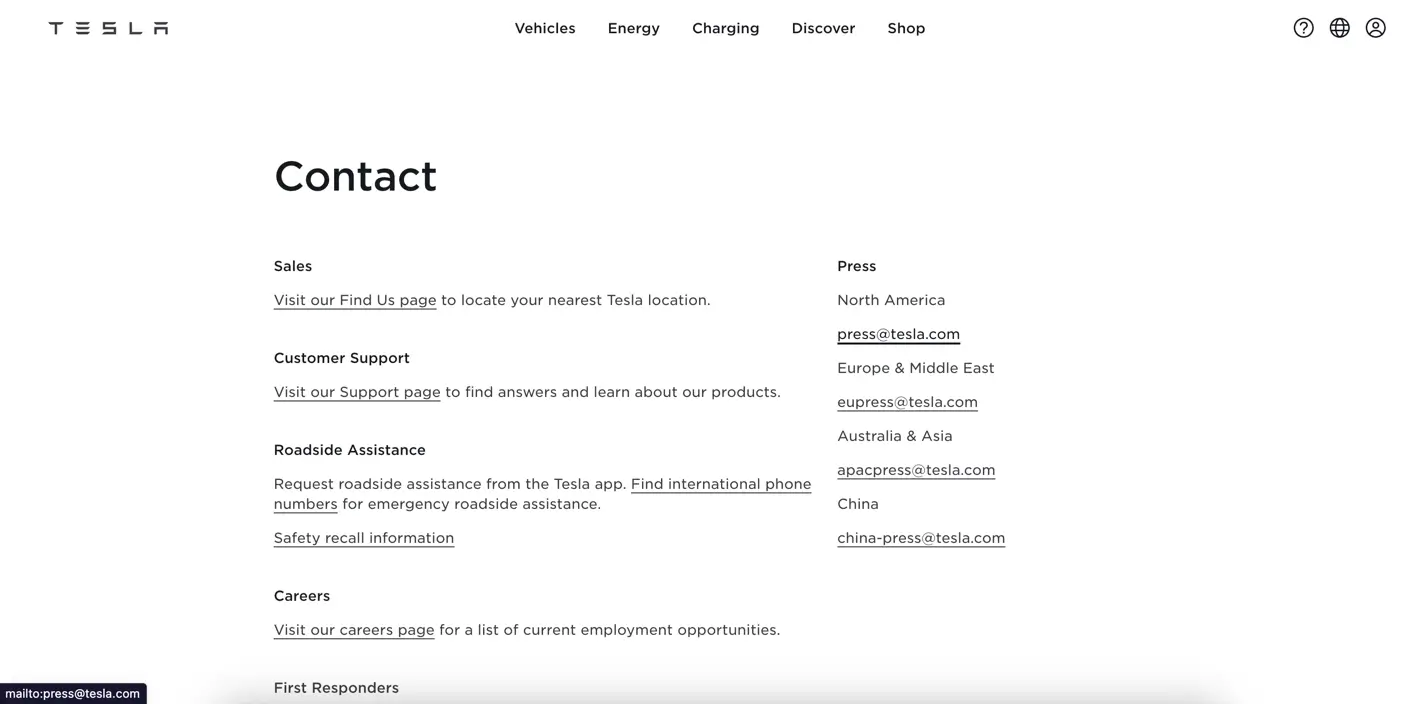 TESLA
Vehicles Energy Charging Discover Shop
Contact
Sales
Visit our Find Us page to locate your nearest Tesla location.
Customer Support
Visit our Support page to find answers and learn about our products.
Roadside Assistance
Request roadside assistance from the Tesla app. Find international phone
numbers for emergency roadside assistance.
Safety recall information
Careers
Visit our careers page for a list of current employment opportunities.
First Responders
Press
North America
press@tesla.com
Europe & Middle East
eupress@tesla.com
Australia & Asia
apacpress@tesla.com
China
china-press@tesla.com
mailto:press@tesla.com